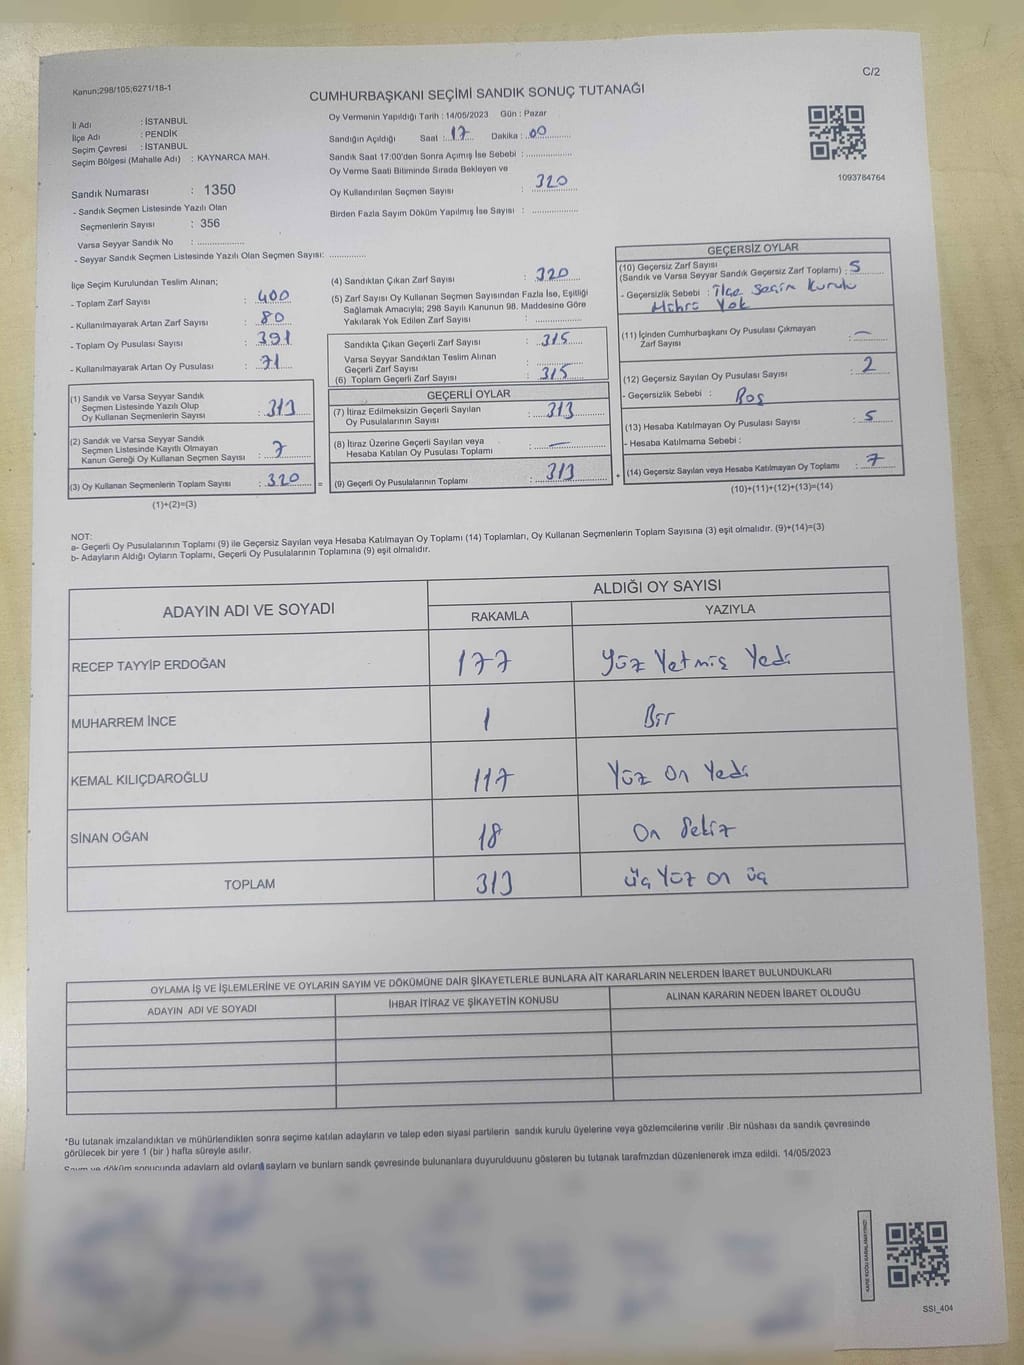 Kanun;298/105;6271/18-1
C/2
CUMHURBAŞKANI SEÇİMİ SANDIK SONUÇ TUTANAĞI
İl Adı : İSTANBUL
İlçe Adı : PENDİK
Seçim Çevresi : İSTANBUL
Seçim Bölgesi (Mahalle Adı) : KAYNARCA MAH.
Oy Vermenin Yapıldığı Tarih : 14/05/2023 Gün : Pazar
Sandığın Açıldığı Saat : 17 Dakika : 00
Sandık Saat 17:00'den Sonra Açımış İse Sebebi :
Oy Verme Saati Bitiminde Sırada Bekleyen ve
Oy Kullandırılan Seçmen Sayısı : 320
Birden Fazla Sayım Döküm Yapılmış İse Sayısı :
1093784764
Sandık Numarası : 1350
- Sandık Seçmen Listesinde Yazılı Olan
Seçmenlerin Sayısı : 356
Varsa Seyyar Sandık No :
- Seyyar Sandık Seçmen Listesinde Yazılı Olan Seçmen Sayısı:
İlçe Seçim Kurulundan Teslim Alınan;
- Toplam Zarf Sayısı : 400
- Kullanılmayarak Artan Zarf Sayısı : 80
- Toplam Oy Pusulası Sayısı : 391
- Kullanılmayarak Artan Oy Pusulası : 71
(1) Sandık ve Varsa Seyyar Sandık
Seçmen Listesinde Yazılı Olup
Oy Kullanan Seçmenlerin Sayısı : 313
(2) Sandık ve Varsa Seyyar Sandık
Seçmen Listesinde Kayıtlı Olmayan
Kanun Gereği Oy Kullanan Seçmen Sayısı : 7
(3) Oy Kullanan Seçmenlerin Toplam Sayısı : 320 =
(1)+(2)=(3)
(4) Sandıktan Çıkan Zarf Sayısı : 320
(5) Zarf Sayısı Oy Kullanan Seçmen Sayısından Fazla İse, Eşitliği
Sağlamak Amacıyla; 298 Sayılı Kanunun 98. Maddesine Göre
Yakılarak Yok Edilen Zarf Sayısı :
Sandıkta Çıkan Geçerli Zarf Sayısı : 315
Varsa Seyyar Sandıktan Teslim Alınan
Geçerli Zarf Sayısı :
(6) Toplam Geçerli Zarf Sayısı : 315
GEÇERLİ OYLAR
(7) İtiraz Edilmeksizin Geçerli Sayılan
Oy Pusulalarının Sayısı : 313
(8) İtiraz Üzerine Geçerli Sayılan veya
Hesaba Katılan Oy Pusulası Toplamı : —
(9) Geçerli Oy Pusulalarının Toplamı : 313 +
GEÇERSİZ OYLAR
(10) Geçersiz Zarf Sayısı
(Sandık ve Varsa Seyyar Sandık Geçersiz Zarf Toplamı) : 5
- Geçersizlik Sebebi : İlçe Seçim Kurulu
Mührü Yok
(11) İçinden Cumhurbaşkanı Oy Pusulası Çıkmayan
Zarf Sayısı : —
(12) Geçersiz Sayılan Oy Pusulası Sayısı : 2
- Geçersizlik Sebebi : Boş
(13) Hesaba Katılmayan Oy Pusulası Sayısı : 5
- Hesaba Katılmama Sebebi :
(14) Geçersiz Sayılan veya Hesaba Katılmayan Oy Toplamı : 7
(10)+(11)+(12)+(13)=(14)
NOT:
a- Geçerli Oy Pusulalarının Toplamı (9) ile Geçersiz Sayılan veya Hesaba Katılmayan Oy Toplamı (14) Toplamları, Oy Kullanan Seçmenlerin Toplam Sayısına (3) eşit olmalıdır. (9)+(14)=(3)
b- Adayların Aldığı Oyların Toplamı, Geçerli Oy Pusulalarının Toplamına (9) eşit olmalıdır.
ADAYIN ADI VE SOYADI
ALDIĞI OY SAYISI
RAKAMLA YAZIYLA
RECEP TAYYİP ERDOĞAN 177 Yüz Yetmiş Yedi
MUHARREM İNCE 1 Bir
KEMAL KILIÇDAROĞLU 117 Yüz On Yedi
SİNAN OĞAN 18 On Sekiz
TOPLAM 313 üç Yüz on üç
OYLAMA İŞ VE İŞLEMLERİNE VE OYLARIN SAYIM VE DÖKÜMÜNE DAİR ŞİKAYETLERLE BUNLARA AİT KARARLARIN NELERDEN İBARET BULUNDUKLARI
ADAYIN ADI VE SOYADI İHBAR İTİRAZ VE ŞİKAYETİN KONUSU ALINAN KARARIN NEDEN İBARET OLDUĞU
*Bu tutanak imzalandıktan ve mühürlendikten sonra seçime katılan adayların ve talep eden siyasi partilerin sandık kurulu üyelerine veya gözlemcilerine verilir .Bir nüshası da sandık çevresinde
görülecek bir yere 1 (bir ) hafta süreyle asılır.
Sayım ve döküm sonucunda adayların ald oyların sayların ve bunların sandk çevresinde bulunanlara duyurulduunu gösteren bu tutanak tarafmzdan düzenlenerek imza edildi. 14/05/2023
SSI_404